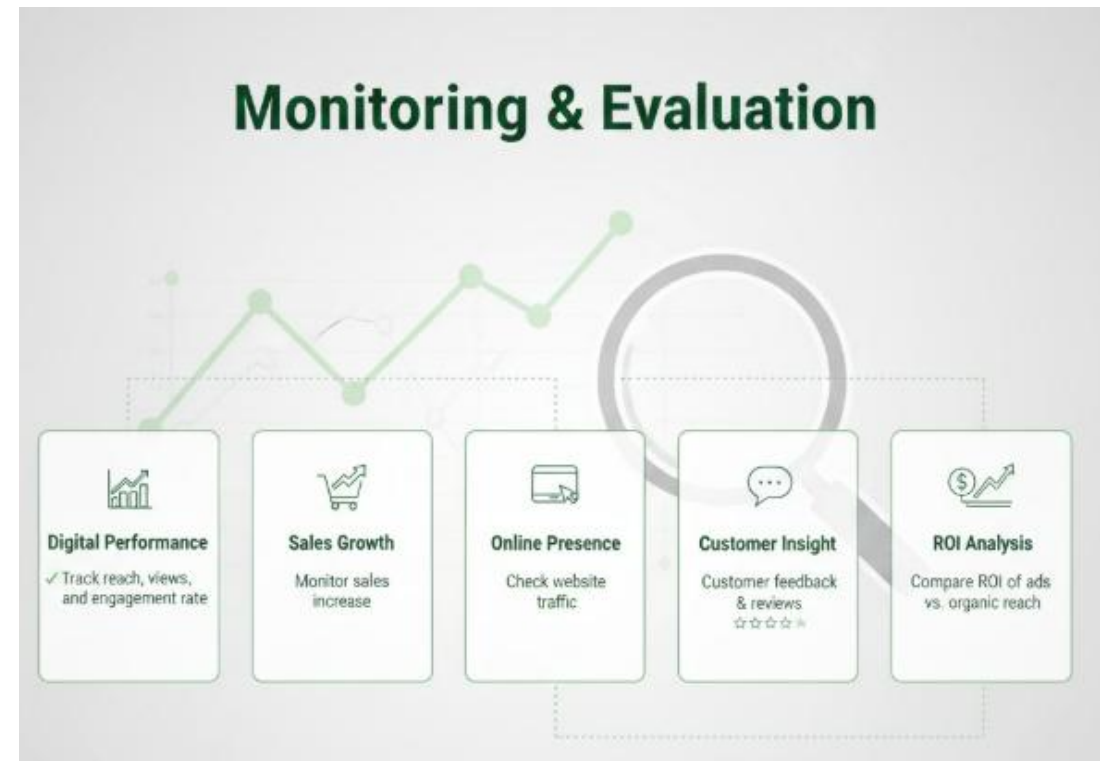 Monitoring & Evaluation
Digital Performance
✓ Track reach, views,
and engagement rate
Sales Growth
Monitor sales
increase
Online Presence
Check website
traffic
Customer Insight
Customer feedback
& reviews
ROI Analysis
Compare ROI of ads
vs. organic reach